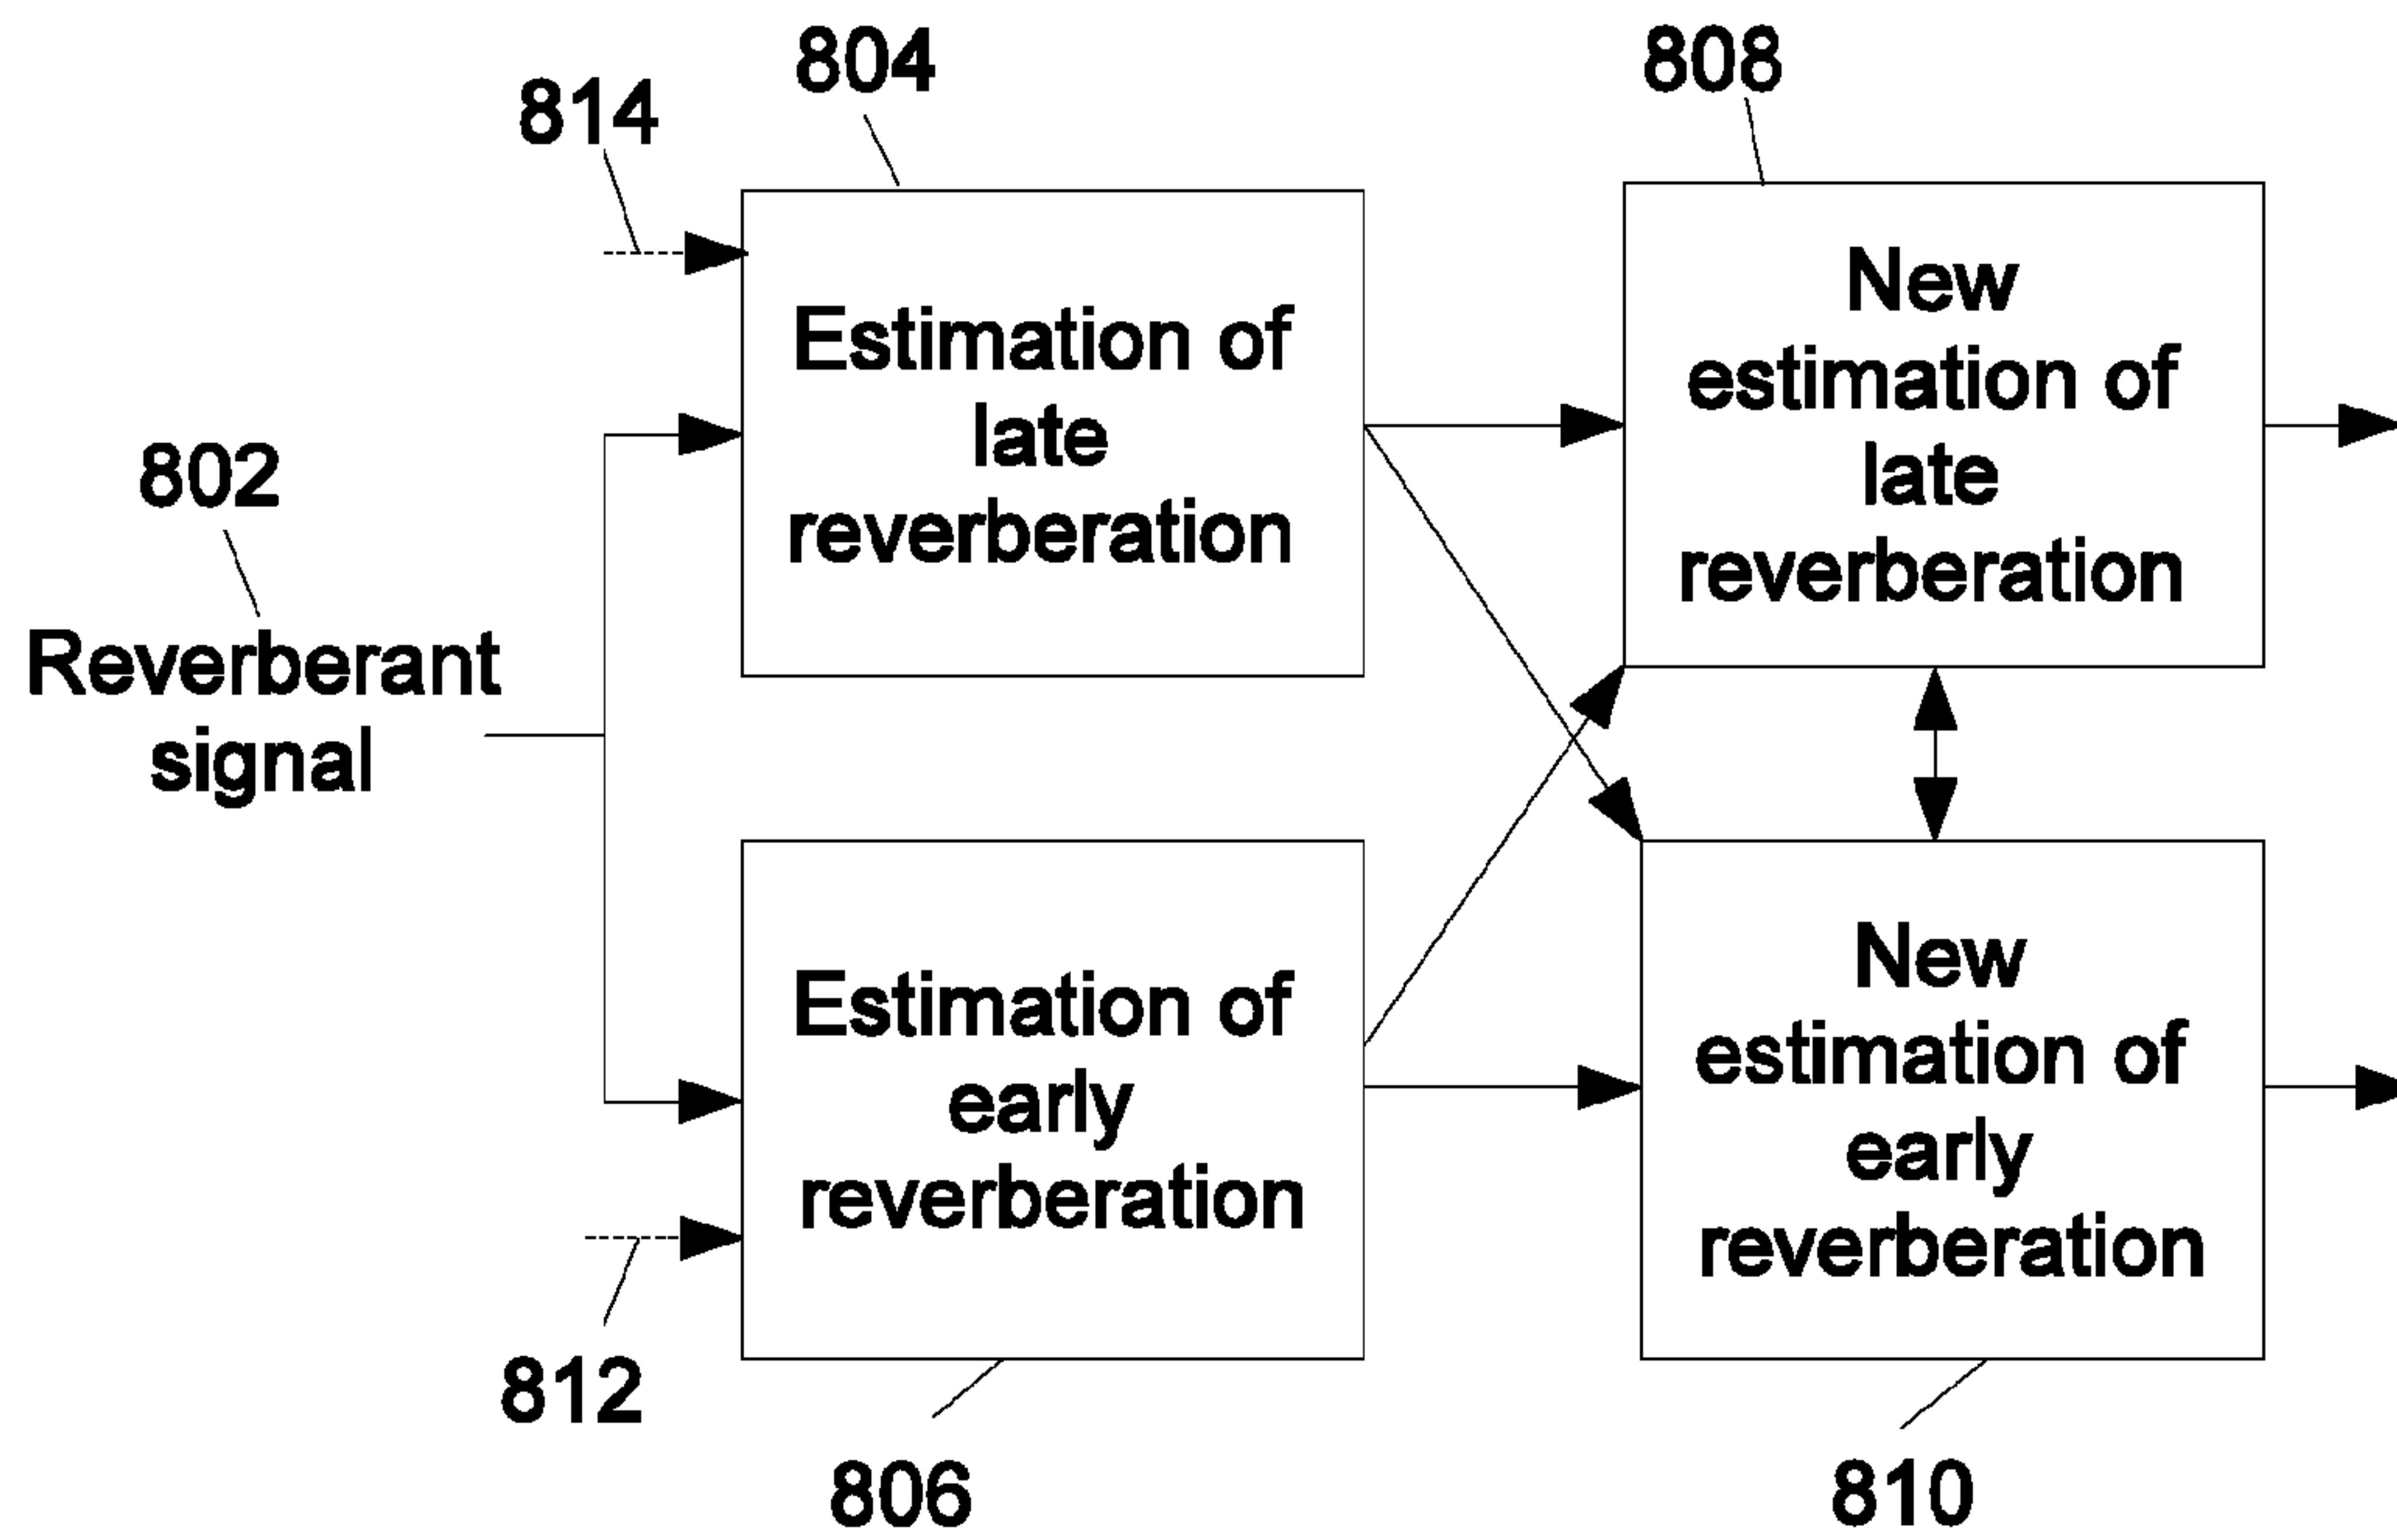 804
808
814
Estimation of
late
reverberation
New
estimation of
late
reverberation
802
Reverberant
signal
Estimation of
early
reverberation
New
estimation of
early
reverberation
812
806
810